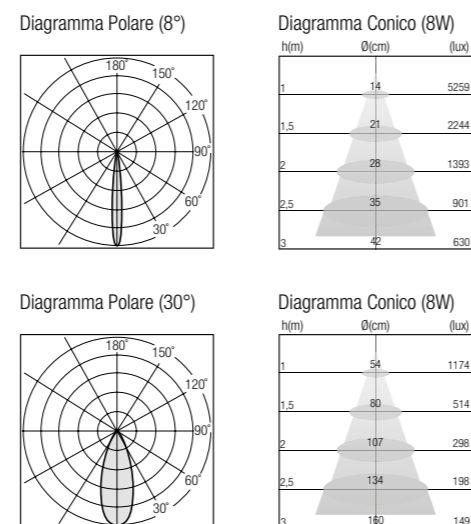 Diagramma Polare (8°)
180°
150°
120°
90°
60°
30°
Diagramma Conico (8W)
h(m) Ø(cm) (lux)
1 14 5259
1,5 21 2244
2 28 1393
2,5 35 901
3 42 630
Diagramma Polare (30°)
180°
150°
120°
90°
60°
30°
Diagramma Conico (8W)
h(m) Ø(cm) (lux)
1 54 1174
1,5 80 514
2 107 298
2,5 134 198
3 160 149